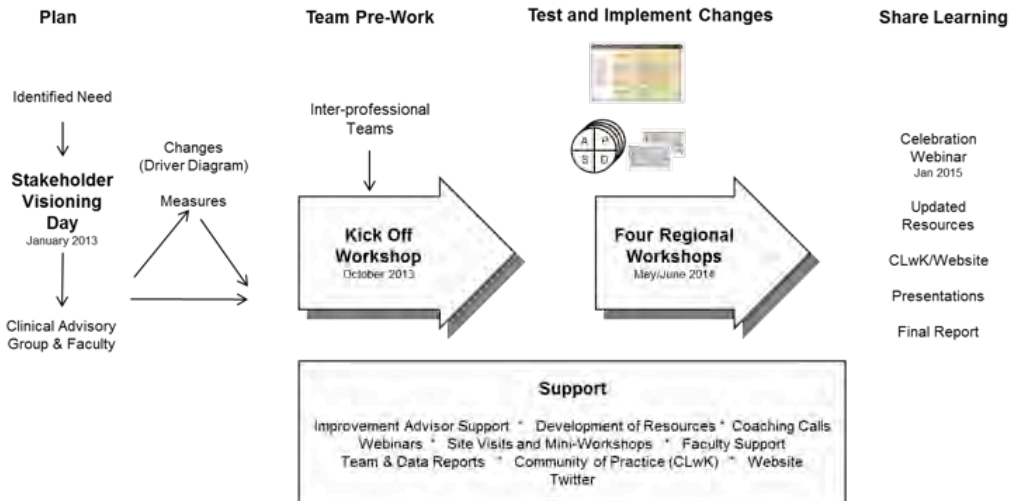 Plan
Team Pre-Work
Test and Implement Changes
Share Learning
Identified Need
Stakeholder
Visioning
Day
January 2013
Clinical Advisory
Group & Faculty
Changes
(Driver Diagram)
Measures
Inter-professional
Teams
Kick Off
Workshop
October 2013
A P
S D
Four Regional
Workshops
May/June 2014
Celebration
Webinar
Jan 2015
Updated
Resources
CLwK/Website
Presentations
Final Report
Support
Improvement Advisor Support * Development of Resources * Coaching Calls
Webinars * Site Visits and Mini-Workshops * Faculty Support
Team & Data Reports * Community of Practice (CLwK) * Website
Twitter